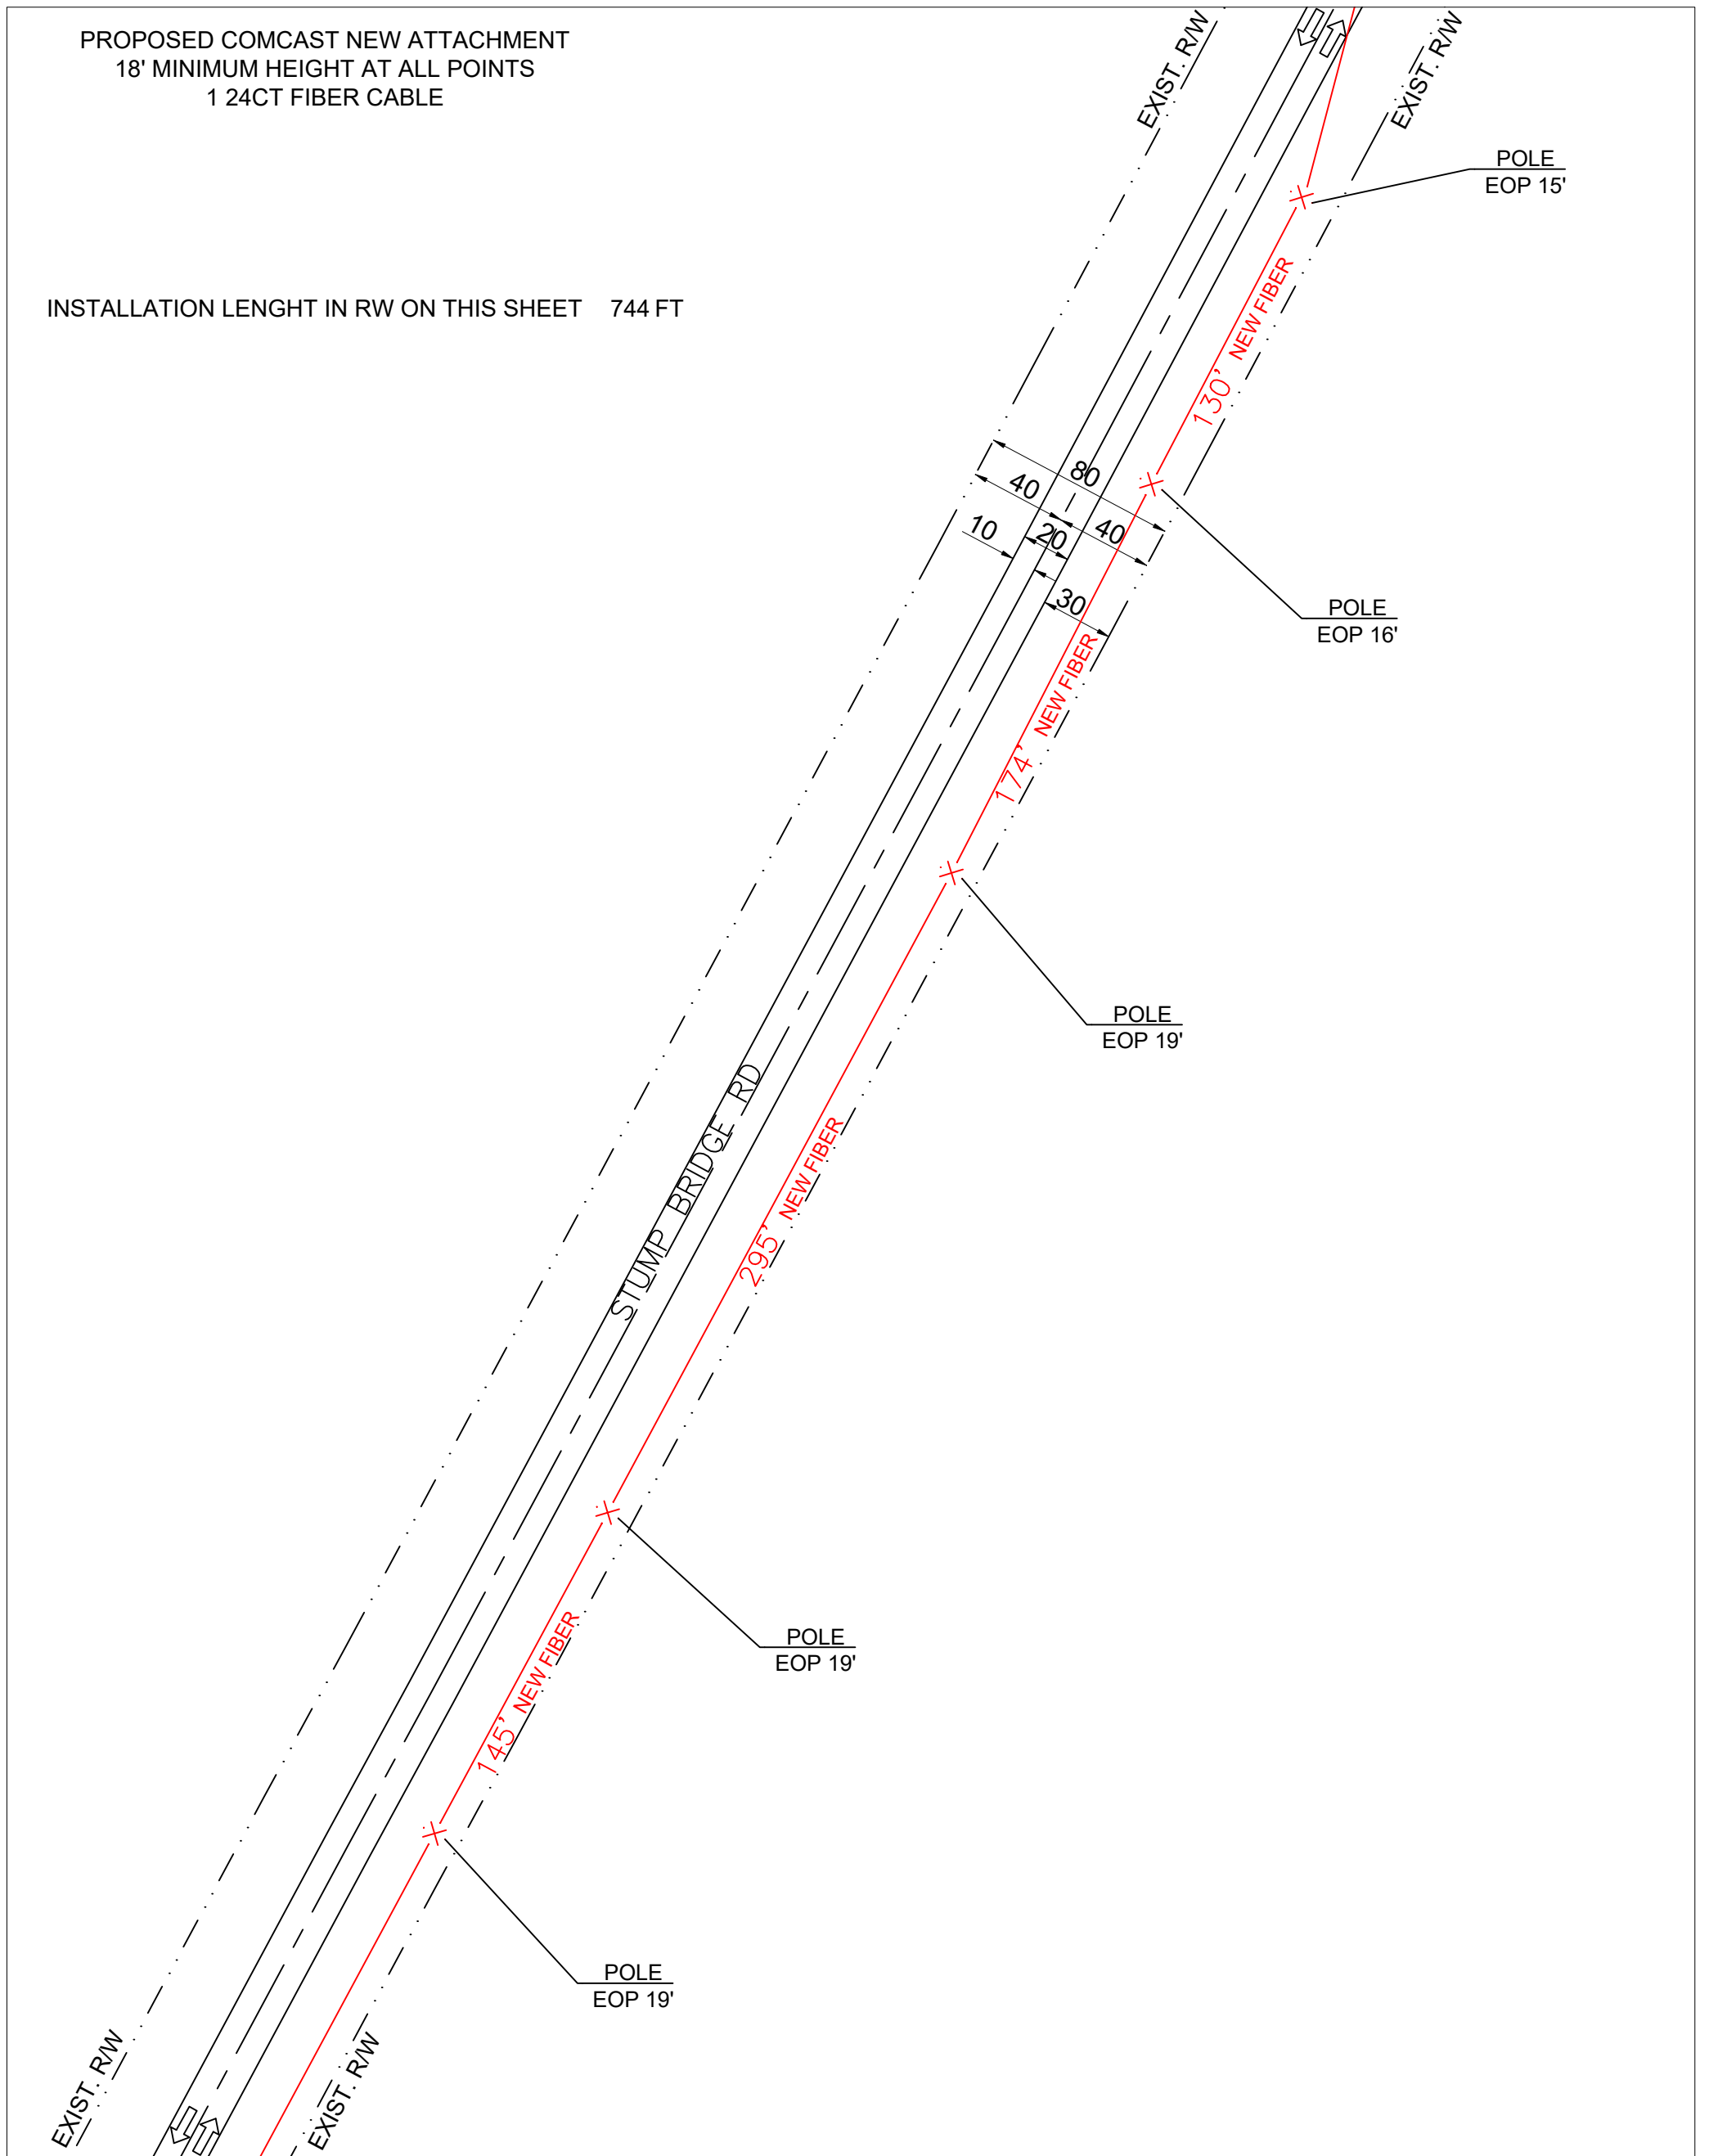 PROPOSED COMCAST NEW ATTACHMENT
18' MINIMUM HEIGHT AT ALL POINTS
1 24CT FIBER CABLE
EXIST. R/W
EXIST. R/W
POLE
EOP 15'
INSTALLATION LENGHT IN RW ON THIS SHEET 744 FT
130' NEW FIBER
80
40
10
20
40
30
POLE
EOP 16'
174' NEW FIBER
POLE
EOP 19'
STUMP BRIDGE RD
295' NEW FIBER
POLE
EOP 19'
145' NEW FIBER
POLE
EOP 19'
EXIST. R/W
EXIST. R/W